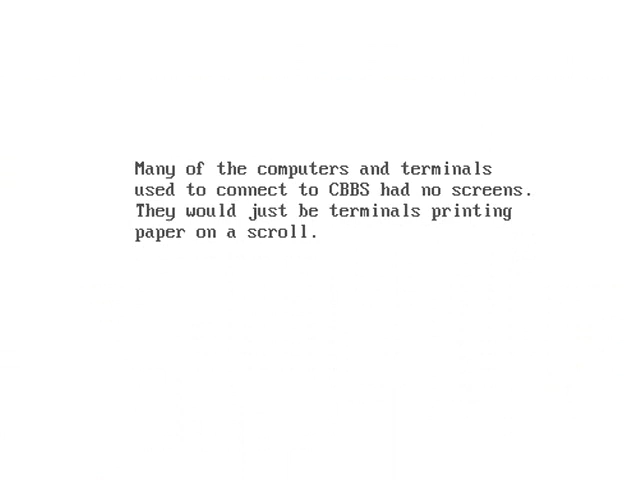 Many of the computers and terminals
used to connect to CBBS had no screens.
They would just be terminals printing
paper on a scroll.